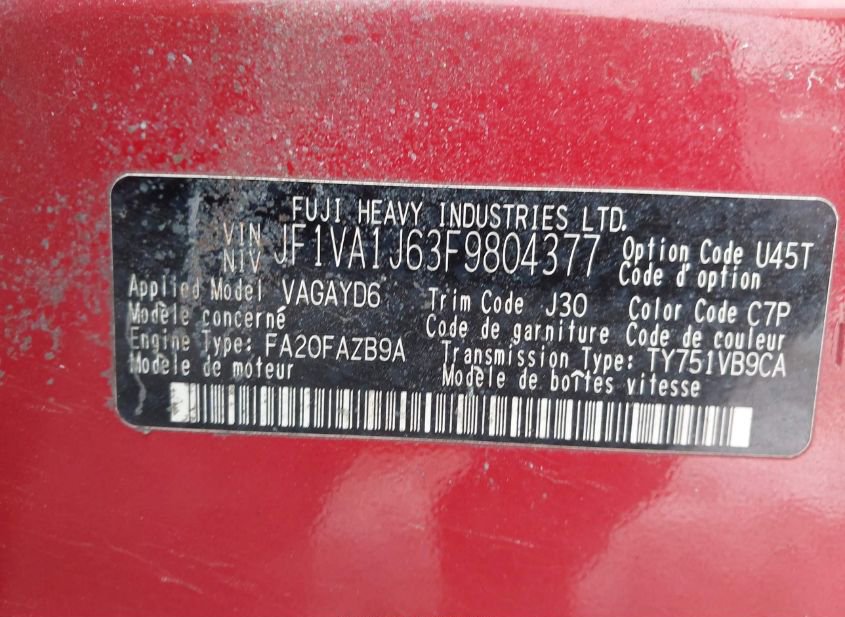 FUJI HEAVY INDUSTRIES LTD.
VIN
NIV JF1VA1J63F9804377
Option Code U45T
Code d'option
Applied Model VAGAYD6 Trim Code J30 Color Code C7P
Modèle concerné Code de garniture Code de couleur
Engine Type: FA20FAZB9A Transmission Type: TY751VB9CA
Modèle de moteur Modèle de boîtes vitesse